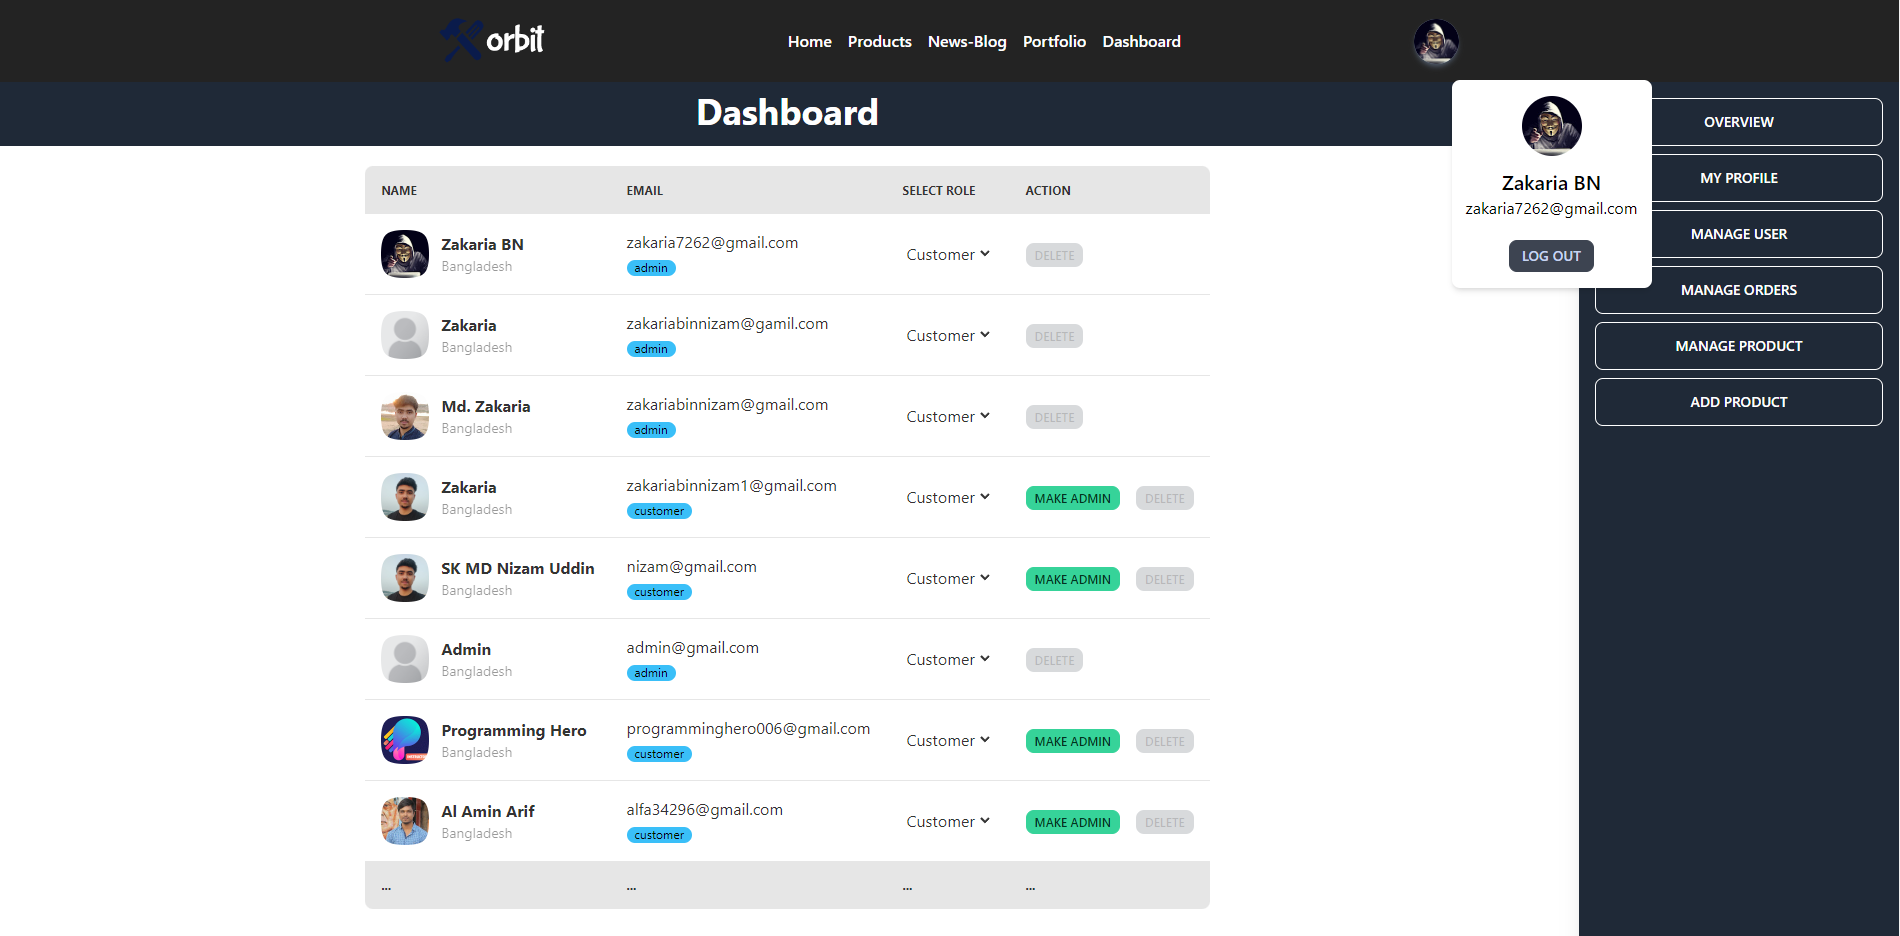 orbit
Home Products News-Blog Portfolio Dashboard
Dashboard
Zakaria BN
zakaria7262@gmail.com
LOG OUT
OVERVIEW
MY PROFILE
MANAGE USER
MANAGE ORDERS
MANAGE PRODUCT
ADD PRODUCT
NAME EMAIL SELECT ROLE ACTION
Zakaria BN
Bangladesh
zakaria7262@gmail.com
admin
Customer
DELETE
Zakaria
Bangladesh
zakariabinnizam@gamil.com
admin
Customer
DELETE
Md. Zakaria
Bangladesh
zakariabinnizam@gmail.com
admin
Customer
DELETE
Zakaria
Bangladesh
zakariabinnizam1@gmail.com
customer
Customer
MAKE ADMIN DELETE
SK MD Nizam Uddin
Bangladesh
nizam@gmail.com
customer
Customer
MAKE ADMIN DELETE
Admin
Bangladesh
admin@gmail.com
admin
Customer
DELETE
Programming Hero
Bangladesh
programminghero006@gmail.com
customer
Customer
MAKE ADMIN DELETE
Al Amin Arif
Bangladesh
alfa34296@gmail.com
customer
Customer
MAKE ADMIN DELETE
... ... ... ...